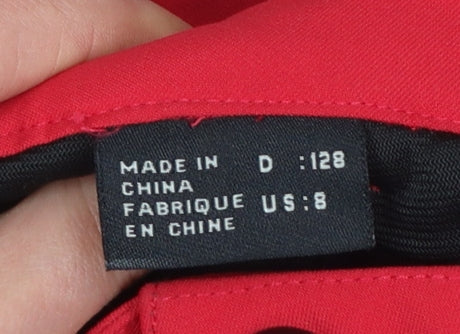 MADE IN
CHINA
FABRIQUE
EN CHINE
D :128
US:8